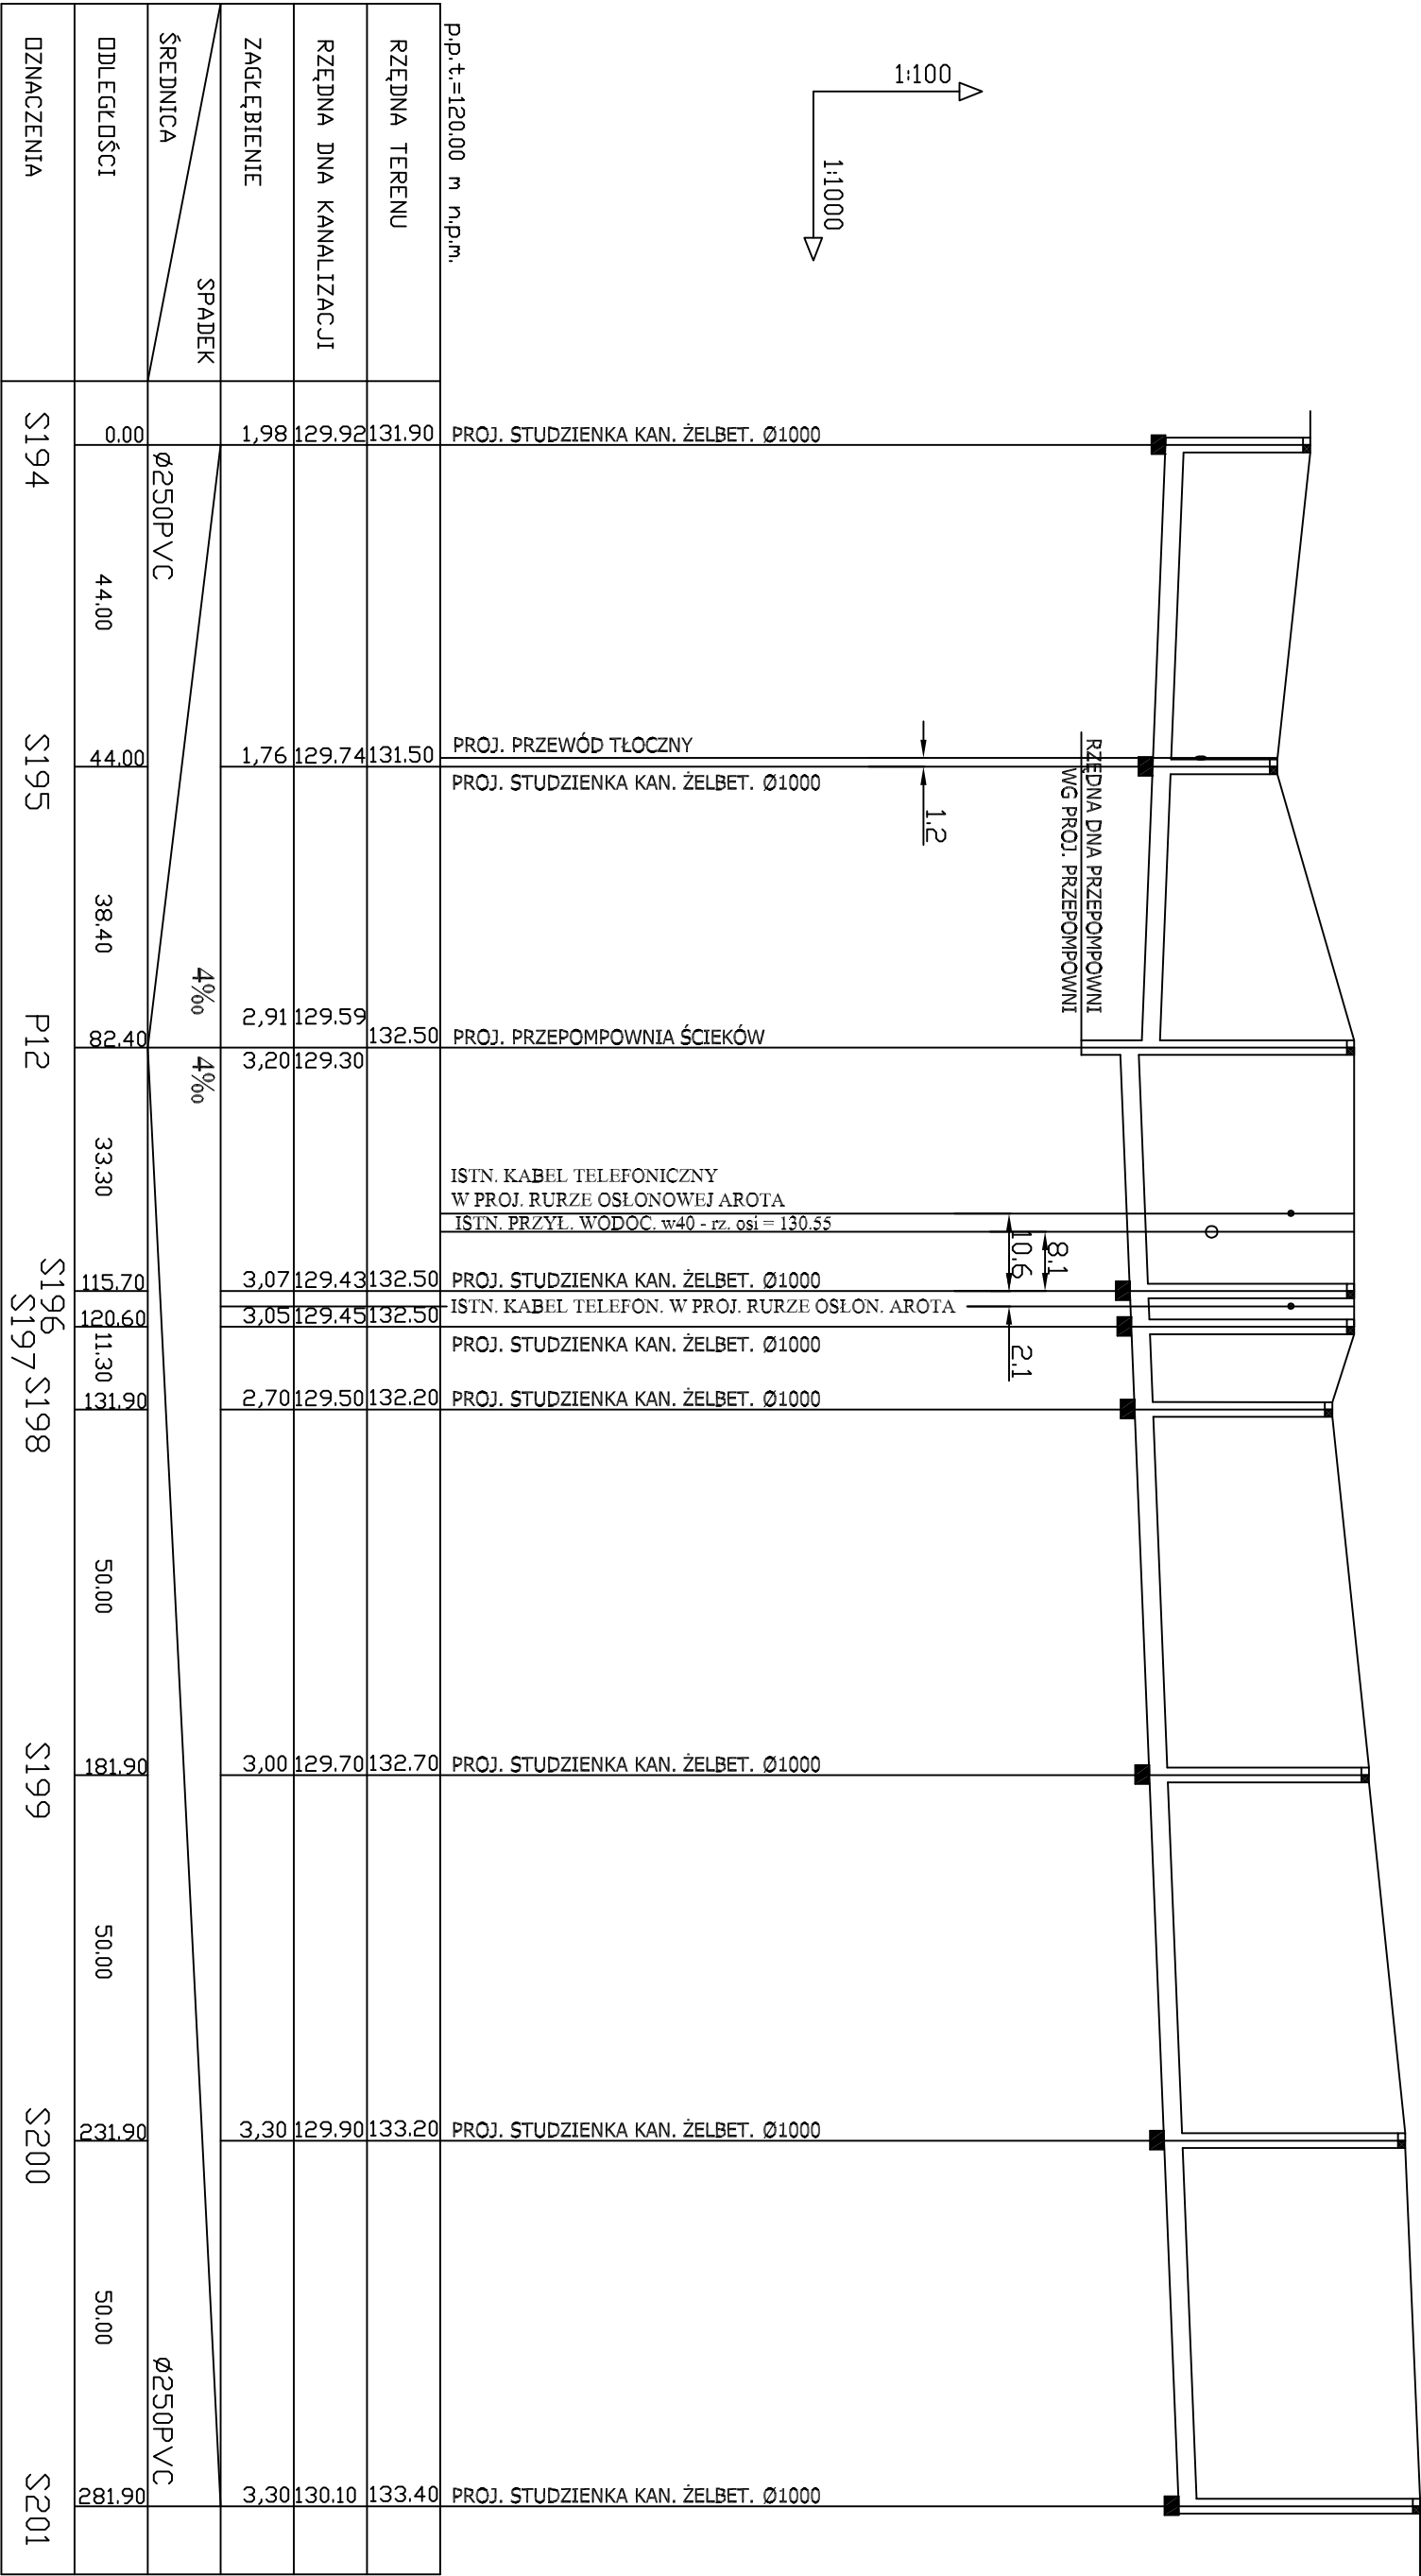 1:100
1:1000
P.p.t.=120.00 m n.p.m.
RZĘDNA TERENU
RZĘDNA DNA KANALIZACJI
ZAGŁĘBIENIE
SPADEK
ŚREDNICA
ODLEGŁOŚCI
OZNACZENIA
PROJ. STUDZIENKA KAN. ŻELBET. Ø1000
131.90
129.92
1,98
0.00
S194
Ø250PVC
44.00
PROJ. PRZEWÓD TŁOCZNY
PROJ. STUDZIENKA KAN. ŻELBET. Ø1000
1.2
131.50
129.74
1,76
44.00
S195
38.40
RZĘDNA DNA PRZEPOMPOWNI
WG PROJ. PRZEPOMPOWNI
4‰
PROJ. PRZEPOMPOWNIA ŚCIEKÓW
132.50
129.59
2,91
129.30
3,20
82.40
P12
4‰
33.30
ISTN. KABEL TELEFONICZNY
W PROJ. RURZE OSŁONOWEJ AROTA
ISTN. PRZYŁ. WODOC. w40 - rz. osi = 130.55
8.1
10.6
PROJ. STUDZIENKA KAN. ŻELBET. Ø1000
132.50
129.43
3,07
115.70
S196
ISTN. KABEL TELEFON. W PROJ. RURZE OSŁON. AROTA
2.1
PROJ. STUDZIENKA KAN. ŻELBET. Ø1000
132.50
129.45
3,05
120.60
S197
11.30
PROJ. STUDZIENKA KAN. ŻELBET. Ø1000
132.20
129.50
2,70
131.90
S198
50.00
PROJ. STUDZIENKA KAN. ŻELBET. Ø1000
132.70
129.70
3,00
181.90
S199
50.00
PROJ. STUDZIENKA KAN. ŻELBET. Ø1000
133.20
129.90
3,30
231.90
S200
50.00
Ø250PVC
PROJ. STUDZIENKA KAN. ŻELBET. Ø1000
133.40
130.10
3,30
281.90
S201